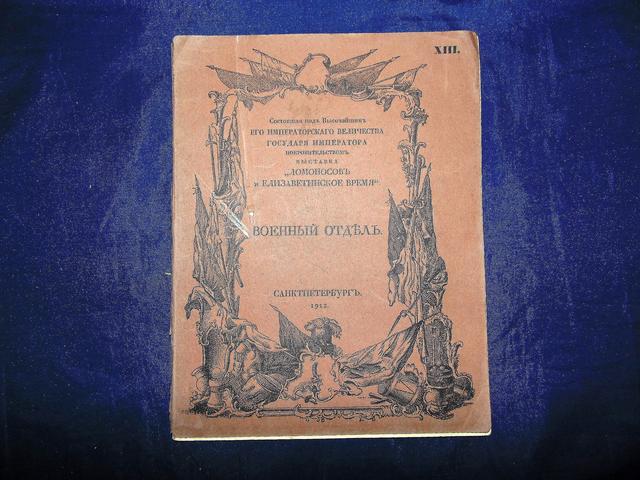 XIII.
Состоящая подъ Высочайшимъ
ЕГО ИМПЕРАТОРСКАГО ВЕЛИЧЕСТВА
ГОСУДАРЯ ИМПЕРАТОРА
ПОКРОВИТЕЛЬСТВОМЪ
ВЫСТАВКА
„ЛОМОНОСОВЪ
и ЕЛИЗАВЕТИНСКОЕ ВРЕМЯ“
ВОЕННЫЙ ОТДѢЛЪ.
САНКТПЕТЕРБУРГЪ.
1912.